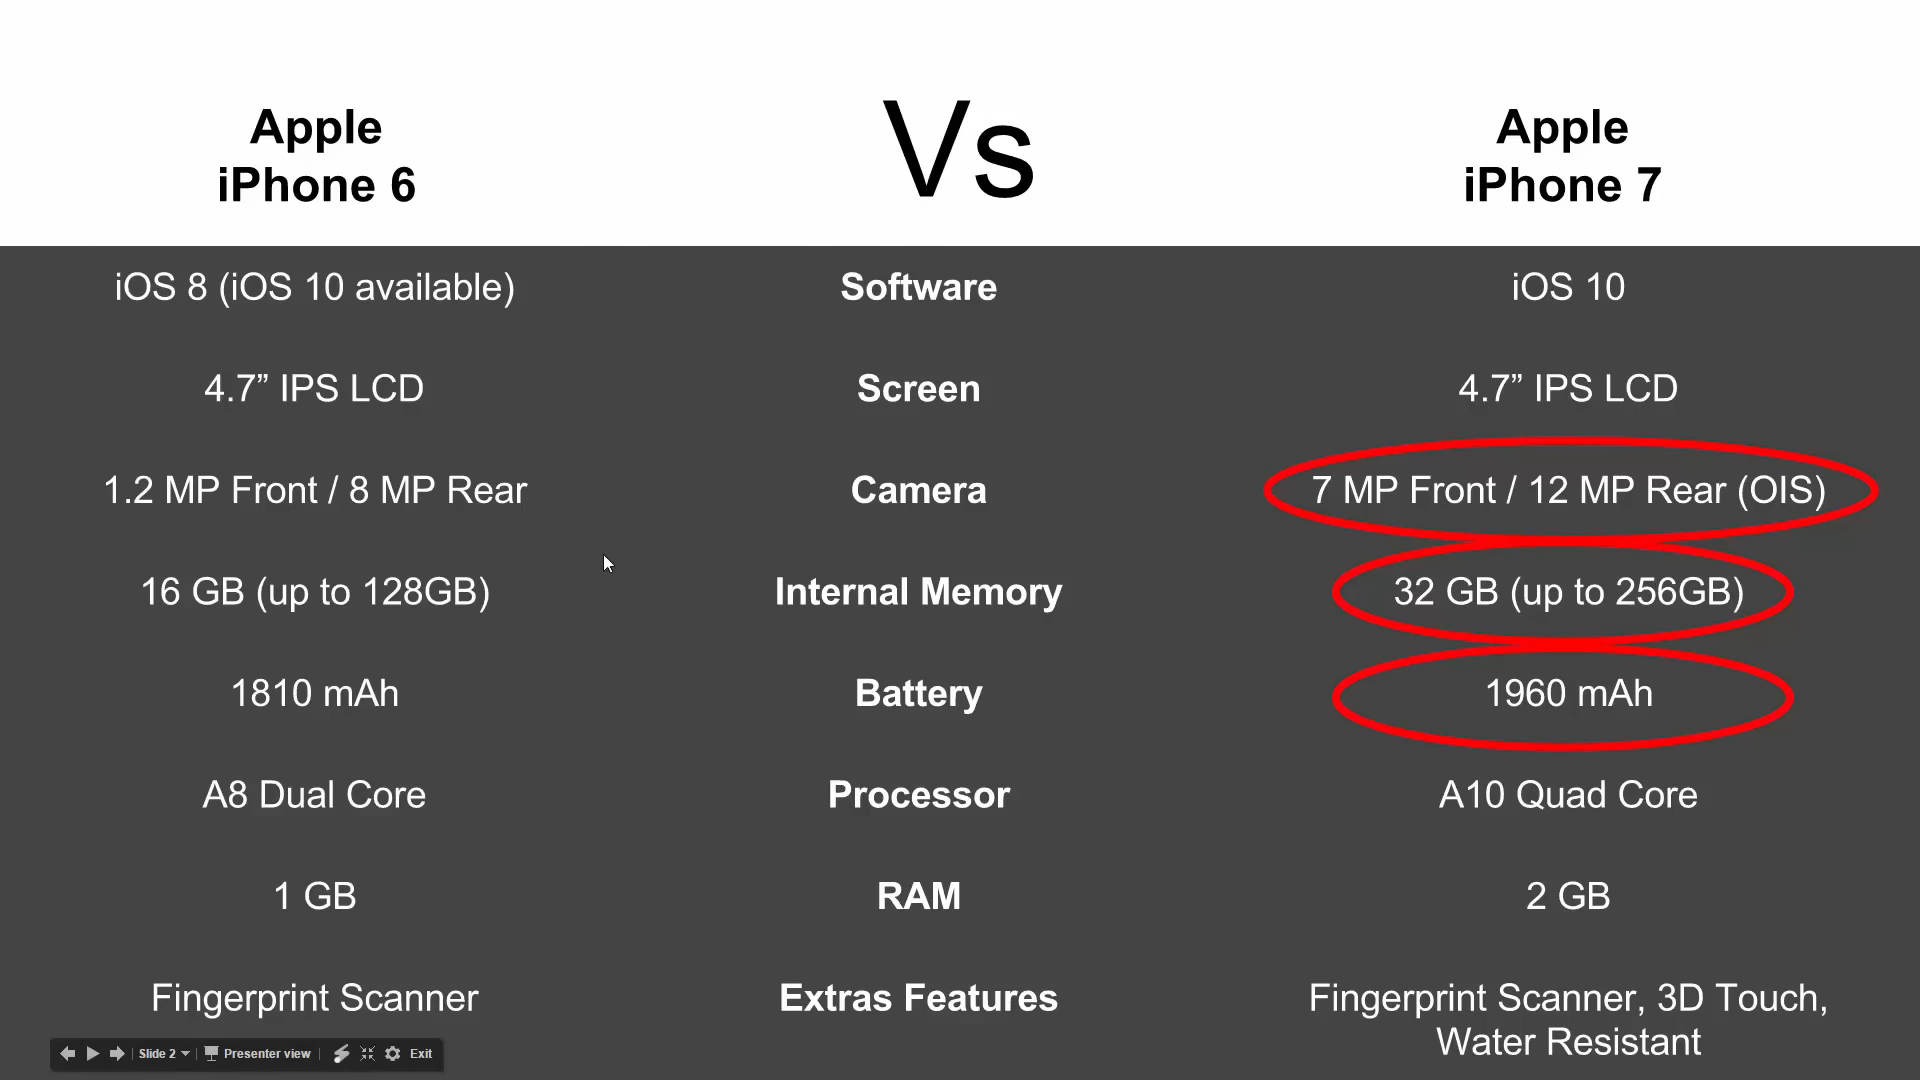 Apple
iPhone 6
Vs
Apple
iPhone 7
iOS 8 (iOS 10 available)
Software
iOS 10
4.7” IPS LCD
Screen
4.7” IPS LCD
1.2 MP Front / 8 MP Rear
Camera
7 MP Front / 12 MP Rear (OIS)
16 GB (up to 128GB)
Internal Memory
32 GB (up to 256GB)
1810 mAh
Battery
1960 mAh
A8 Dual Core
Processor
A10 Quad Core
1 GB
RAM
2 GB
Fingerprint Scanner
Extras Features
Fingerprint Scanner, 3D Touch,
Water Resistant
Slide 2
Presenter view
Exit